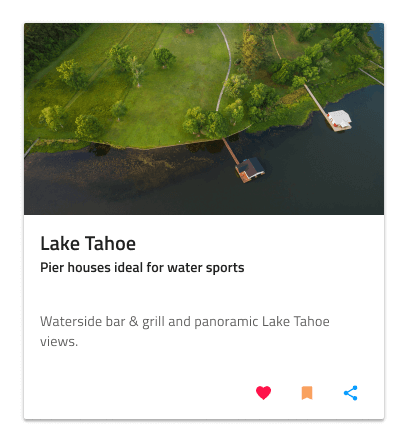 Lake Tahoe
Pier houses ideal for water sports
Waterside bar & grill and panoramic Lake Tahoe
views.